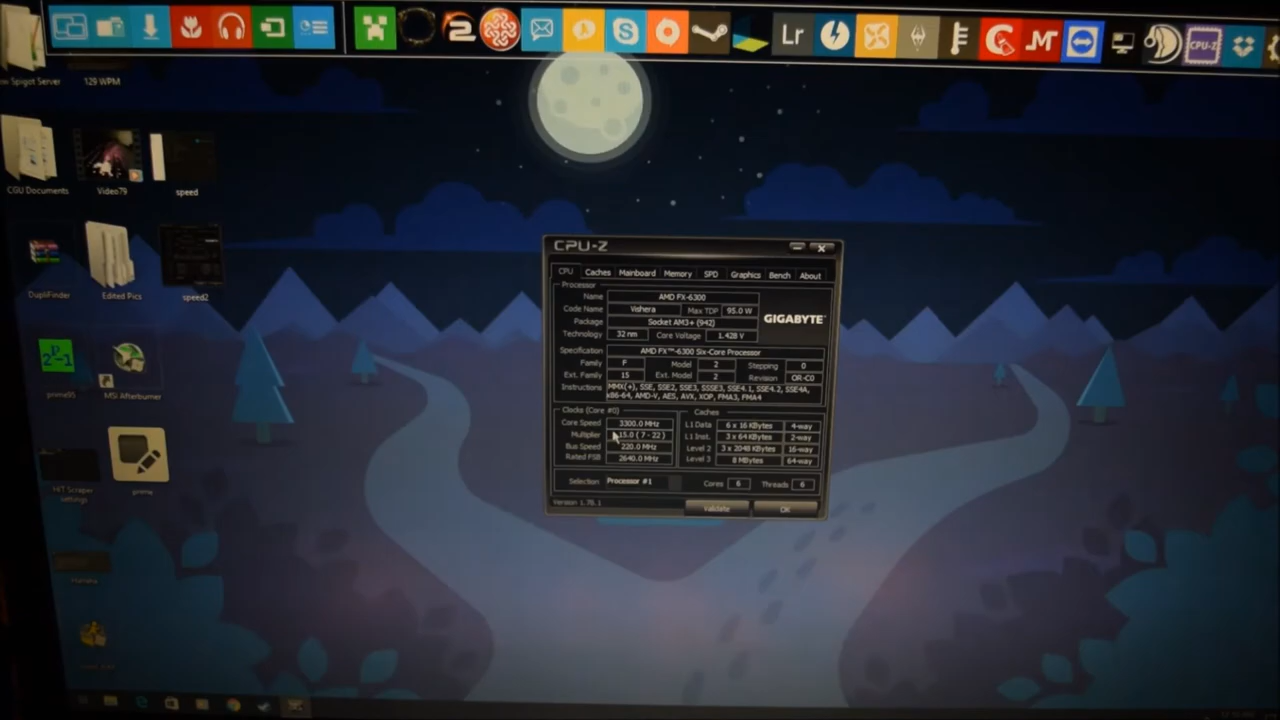 Lr
CPU-Z
Spigot Server
129 WPM
CGU Documents
Video79
speed
DupliFinder
Edited Pics
speed2
2^P-1
prime95
MSI Afterburner
HIT Scraper
settings
prime
CPU-Z
CPU Caches Mainboard Memory SPD Graphics Bench About
Processor
Name AMD FX-6300
Code Name Vishera Max TDP 95.0 W
GIGABYTE
Package Socket AM3+ (942)
Technology 32 nm Core Voltage 1.428 V
Specification AMD FX™-6300 Six-Core Processor
Family F Model 2 Stepping 0
Ext. Family 15 Ext. Model 2 Revision OR-C0
Instructions MMX(+), SSE, SSE2, SSE3, SSSE3, SSE4.1, SSE4.2, SSE4A,
x86-64, AMD-V, AES, AVX, XOP, FMA3, FMA4
Clocks (Core #0) Caches
Core Speed 3300.0 MHz L1 Data 6 x 16 KBytes 4-way
Multiplier x 15.0 ( 7 - 22 ) L1 Inst. 3 x 64 KBytes 2-way
Bus Speed 220.0 MHz Level 2 3 x 2048 KBytes 16-way
Rated FSB 2640.0 MHz Level 3 8 MBytes 64-way
Selection Processor #1 Cores 6 Threads 6
Version 1.78.1 Validate OK